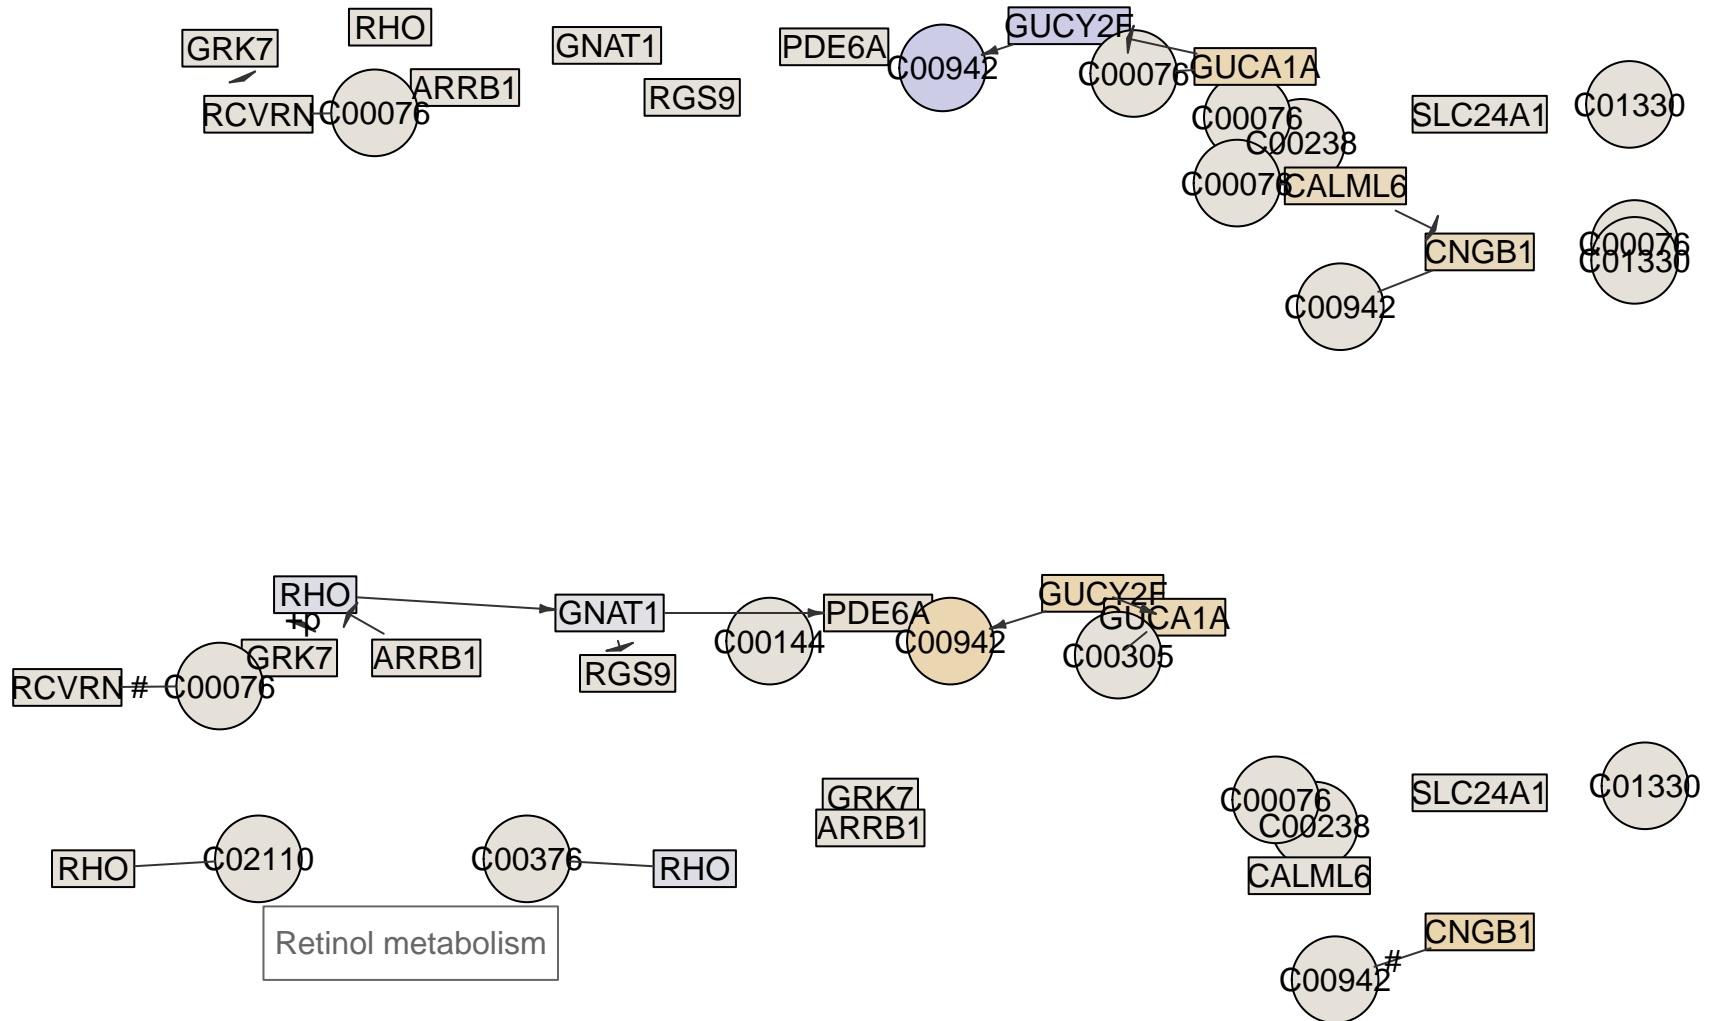 RHO
GRK7
GNAT1
PDE6A
C00942
GUCY2F
C00076
GUCA1A
ARRB1
RGS9
RCVRN
C00076
C00076
C00238
SLC24A1
C01330
C00076
CALML6
CNGB1
C00076
C01330
C00942
RHO
+p
GNAT1
PDE6A
GUCY2F
GUCA1A
GRK7
ARRB1
C00144
C00942
C00305
RGS9
RCVRN
#
C00076
GRK7
ARRB1
C00076
C00238
SLC24A1
C01330
RHO
C02110
C00376
RHO
CALML6
Retinol metabolism
CNGB1
#
C00942